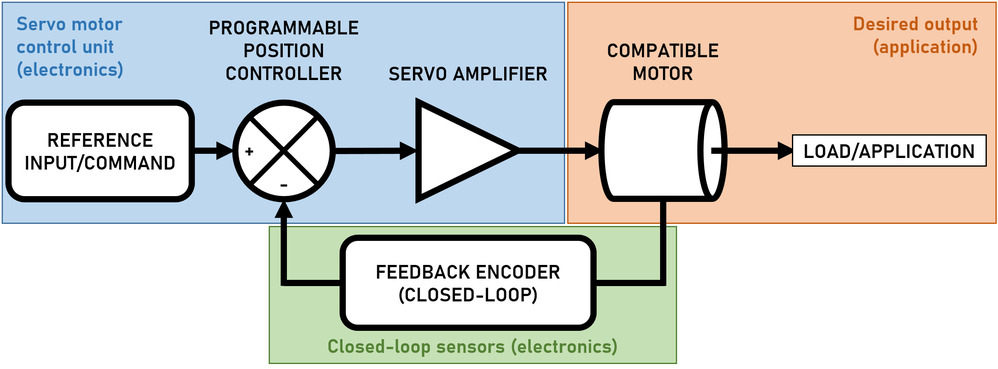 Servo motor
control unit
(electronics)
PROGRAMMABLE
POSITION
CONTROLLER
SERVO AMPLIFIER
COMPATIBLE
MOTOR
Desired output
(application)
REFERENCE
INPUT/COMMAND
+
-
LOAD/APPLICATION
FEEDBACK ENCODER
(CLOSED-LOOP)
Closed-loop sensors (electronics)